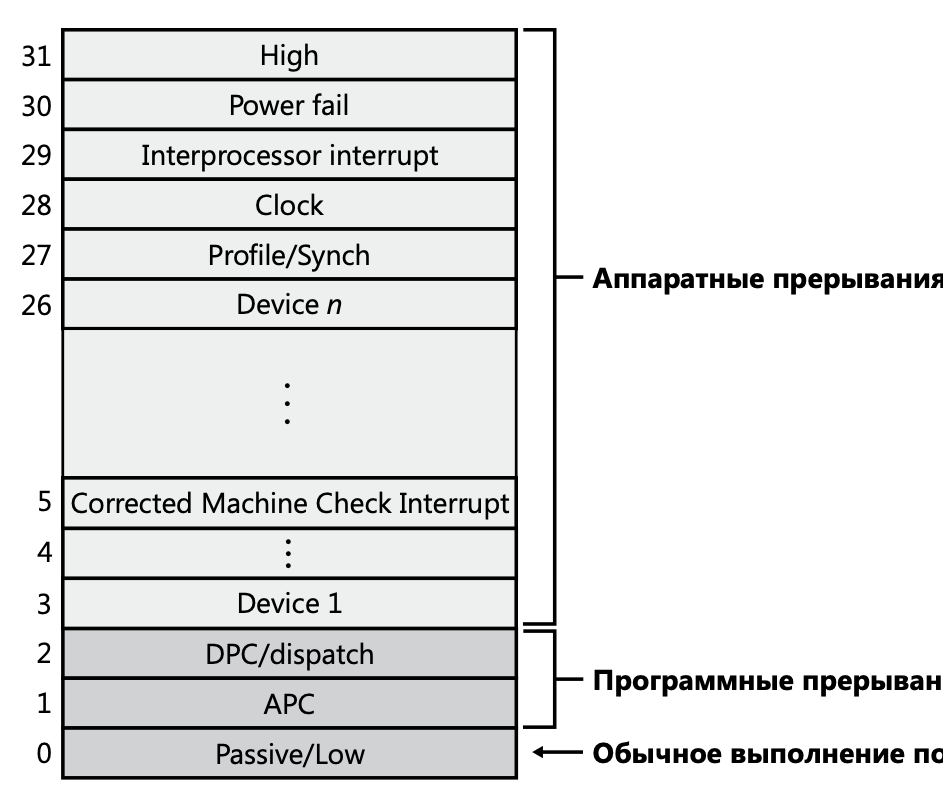 31 High
30 Power fail
29 Interprocessor interrupt
28 Clock
27 Profile/Synch
Аппаратные прерывания
26 Device n
5 Corrected Machine Check Interrupt
4
3 Device 1
2 DPC/dispatch
Программные прерыван
1 APC
0 Passive/Low
Обычное выполнение по